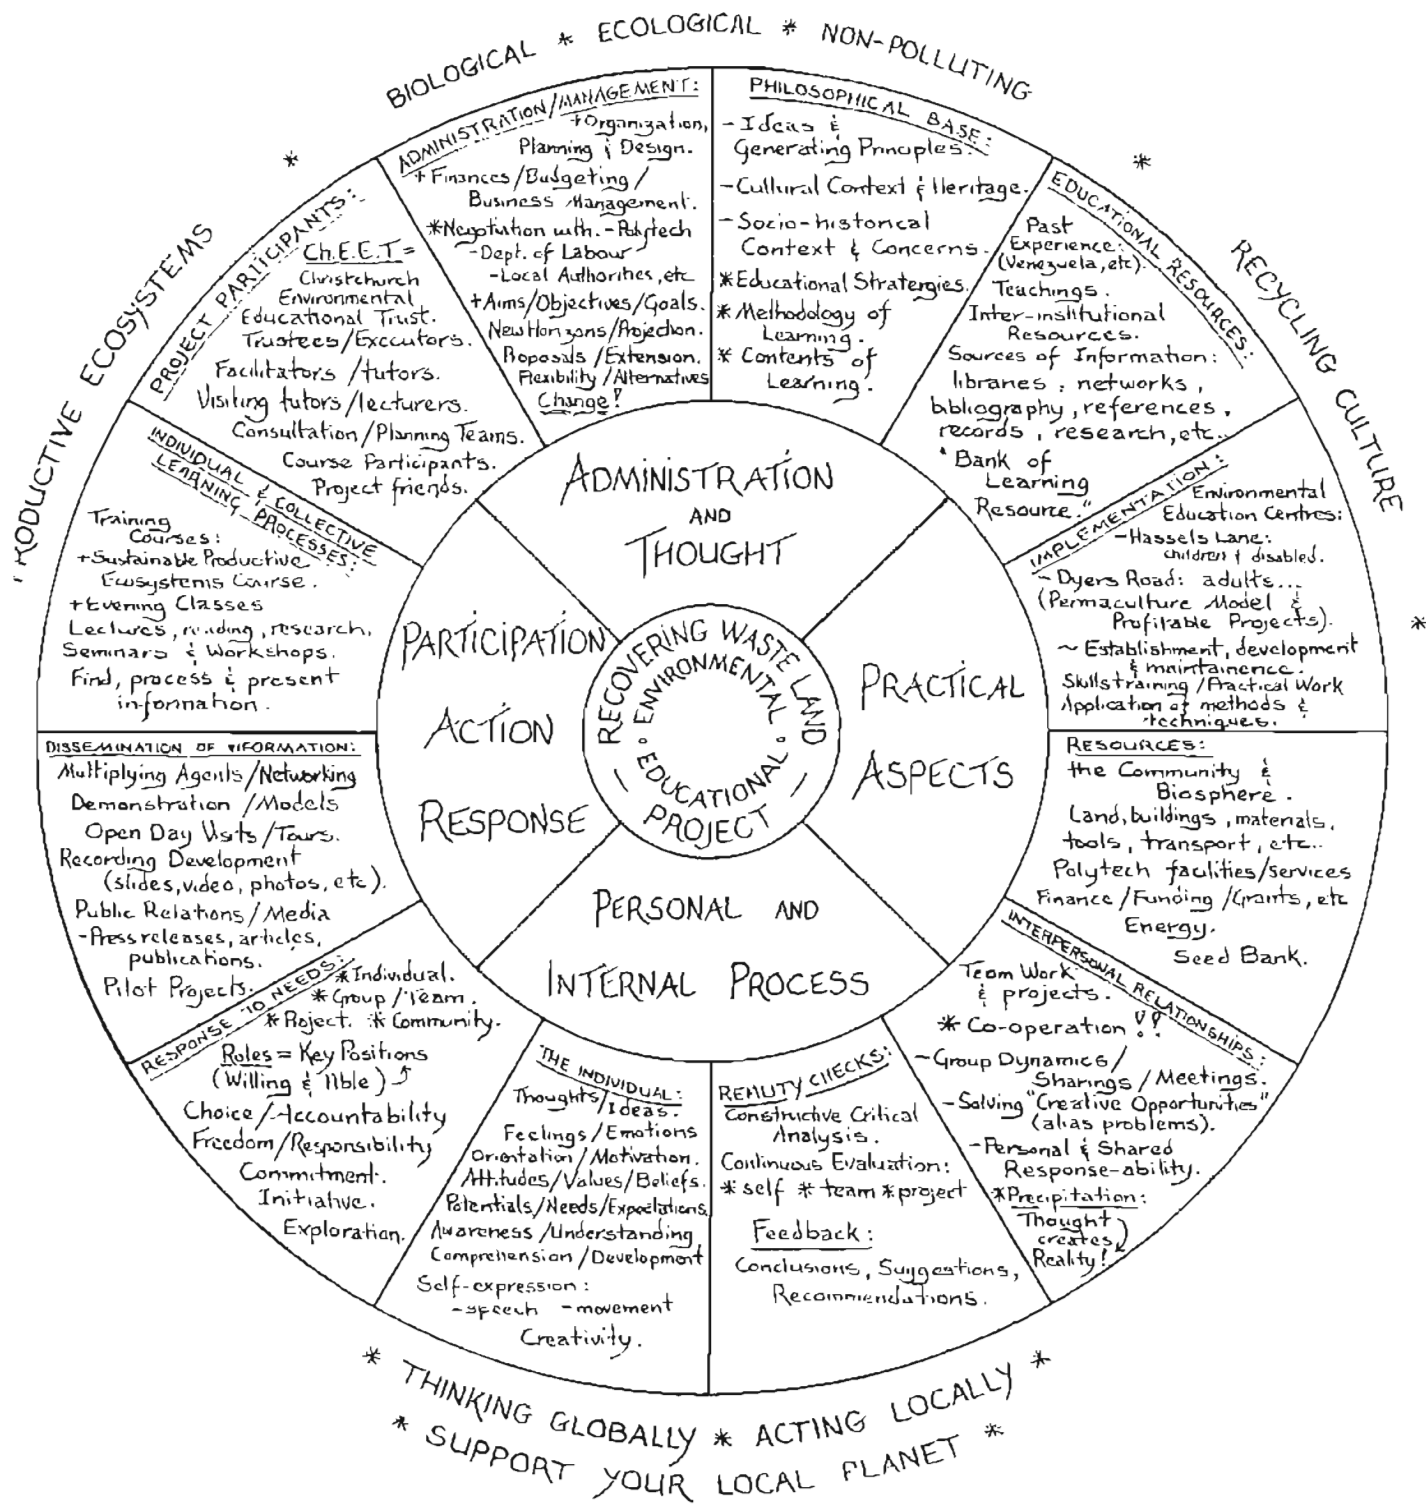 BIOLOGICAL * ECOLOGICAL * NON-POLLUTING
*
RECYCLING CULTURE
*
PRODUCTIVE ECOSYSTEMS
*
PHILOSOPHICAL BASE:
- Ideas &
Generating Principles.
- Cultural Context & Heritage.
- Socio-historical
Context & Concerns.
* Educational Stratergies.
* Methodology of
Learning.
* Contents of
Learning.
EDUCATIONAL RESOURCES:
Past
Experience:
(Venezuela, etc).
Teachings.
Inter-institutional
Resources.
Sources of Information:
libraries, networks,
bibliography, references,
records, research, etc..
"Bank of
Learning
Resource."
IMPLEMENTATION:
Environmental
Education Centres:
- Hassels Lane:
children & disabled.
- Dyers Road: adults...
(Permaculture Model &
Profitable Projects).
~ Establishment, development
& maintainence.
Skillstraining / Practical Work
Application of methods &
techniques.
RESOURCES:
the Community &
Biosphere.
Land, buildings, materials,
tools, transport, etc..
Polytech facilities/services
Finance / Funding / Grants, etc
Energy.
Seed Bank.
INTERPERSONAL RELATIONSHIPS:
Team Work
& projects.
* Co-operation !!
- Group Dynamics /
Sharings / Meetings.
- Solving "Creative Opportunities"
(alias problems).
- Personal & Shared
Response-ability.
* Precipitation:
Thought
creates
Reality!
CHECKS:
Constructive Critical
Analysis.
Continuous Evaluation:
* self * team * project
Feedback:
Conclusions, Suggestions,
Recommendations.
THE INDIVIDUAL:
Thoughts/Ideas.
Feelings / Emotions
Orientation / Motivation.
Attitudes/Values/Beliefs.
Potentials/Needs/Expectations
Awareness / Understanding
Comprehension / Development
Self-expression:
- speech - movement
Creativity.
RESPONSE TO NEEDS:
* Individual.
* Group / Team.
* Project. * Community.
Roles = Key Positions
(Willing & Able)
Choice / Accountability
Freedom / Responsibility
Commitment.
Initiative.
Exploration.
DISSEMINATION OF INFORMATION:
Multiplying Agents / Networking
Demonstration / Models
Open Day Visits / Tours.
Recording Development
(slides, video, photos, etc).
Public Relations / Media
- Press releases, articles,
publications.
Pilot Projects.
INDIVIDUAL & COLLECTIVE
LEARNING PROCESSES:
Training
Courses:
+ Sustainable Productive
Ecosystems Course.
+ Evening Classes
Lectures, reading, research,
Seminars & Workshops.
Find, process & present
information.
PROJECT PARTICIPANTS:
Ch.E.E.T =
Christchurch
Environmental
Educational Trust.
Trustees / Executors.
Facilitators / tutors.
Visiting tutors / lecturers.
Consultation / Planning Teams.
Course Participants.
Project friends.
ADMINISTRATION/MANAGEMENT:
+ Organization,
Planning & Design.
+ Finances / Budgeting /
Business Management.
* Negotiation with. - Polytech
- Dept. of Labour
- Local Authorities, etc
+ Aims/Objectives/Goals.
New Horizons / Projection.
Proposals / Extension.
Flexibility / Alternatives
Change!
ADMINISTRATION
AND
THOUGHT
PRACTICAL
ASPECTS
PERSONAL AND
INTERNAL PROCESS
PARTICIPATION
ACTION
RESPONSE
RECOVERING WASTE LAND
- PROJECT -
ENVIRONMENTAL
EDUCATIONAL
* THINKING GLOBALLY * ACTING LOCALLY *
* SUPPORT YOUR LOCAL PLANET *